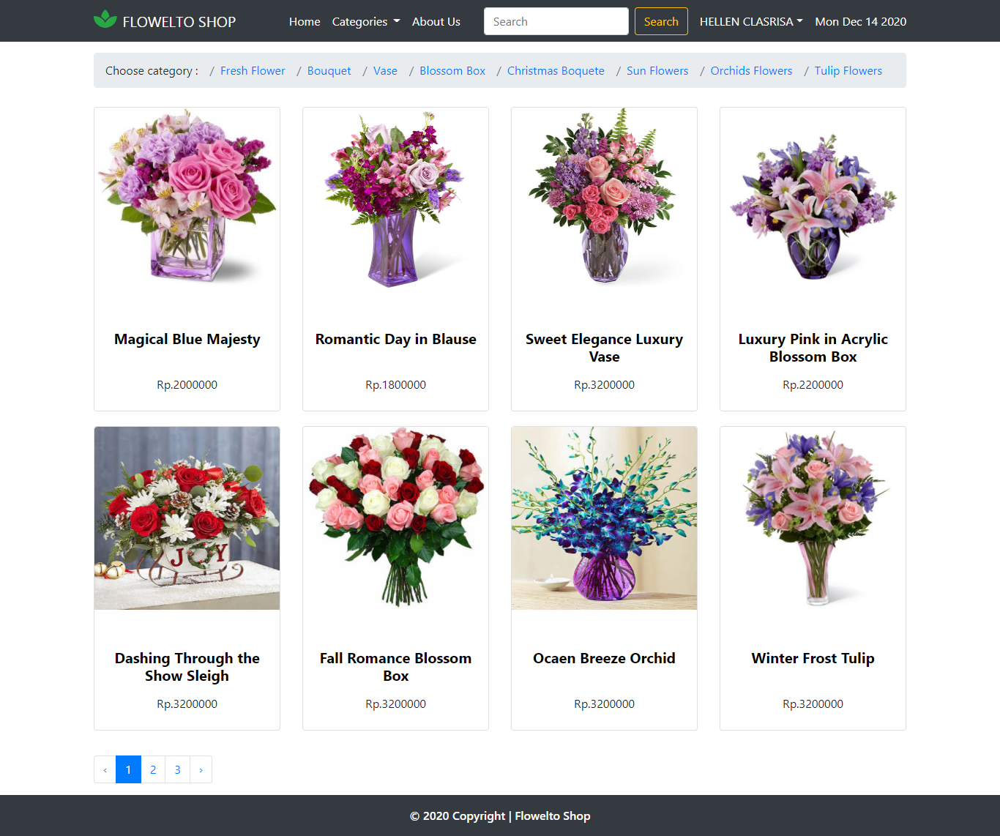 FLOWELTO SHOP Home Categories About Us Search Search HELLEN CLASRISA Mon Dec 14 2020
Choose category : / Fresh Flower / Bouquet / Vase / Blossom Box / Christmas Boquete / Sun Flowers / Orchids Flowers / Tulip Flowers
Magical Blue Majesty
Rp.2000000
Romantic Day in Blause
Rp.1800000
Sweet Elegance Luxury
Vase
Rp.3200000
Luxury Pink in Acrylic
Blossom Box
Rp.2200000
JOY
Dashing Through the
Show Sleigh
Rp.3200000
Fall Romance Blossom
Box
Rp.3200000
Ocaen Breeze Orchid
Rp.3200000
Winter Frost Tulip
Rp.3200000
‹ 1 2 3 ›
© 2020 Copyright | Flowelto Shop